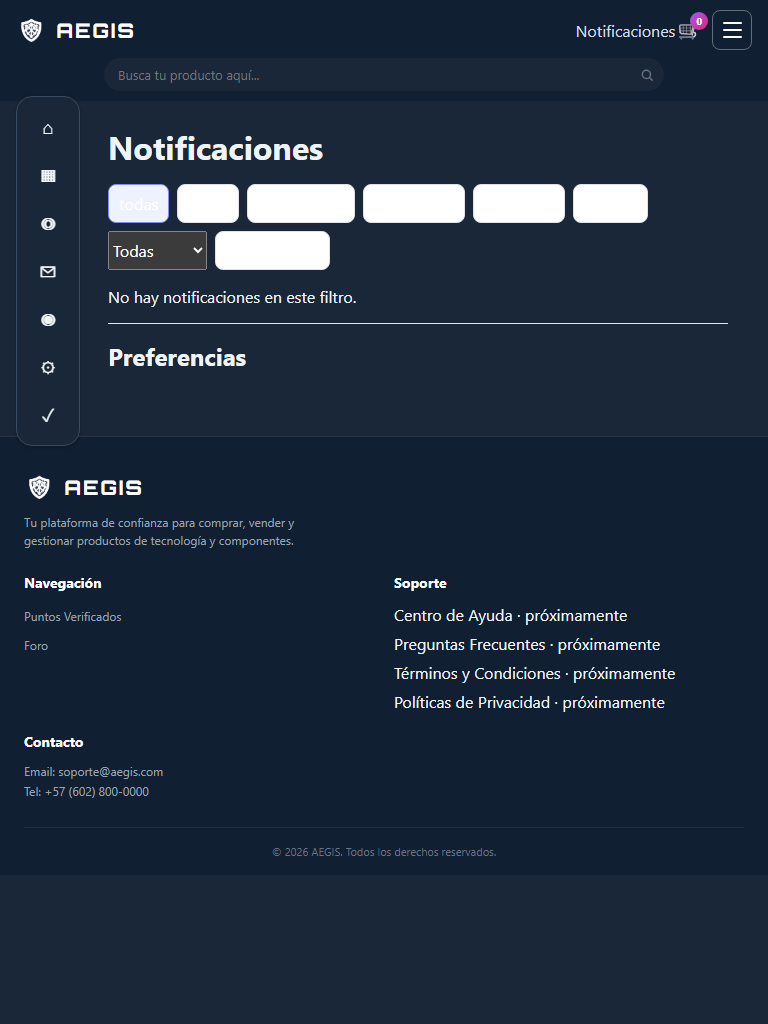 AEGIS
Notificaciones
0
Busca tu producto aquí...
Notificaciones
todas
Todas
No hay notificaciones en este filtro.
Preferencias
AEGIS
Tu plataforma de confianza para comprar, vender y
gestionar productos de tecnología y componentes.
Navegación
Puntos Verificados
Foro
Soporte
Centro de Ayuda · próximamente
Preguntas Frecuentes · próximamente
Términos y Condiciones · próximamente
Políticas de Privacidad · próximamente
Contacto
Email: soporte@aegis.com
Tel: +57 (602) 800-0000
© 2026 AEGIS. Todos los derechos reservados.